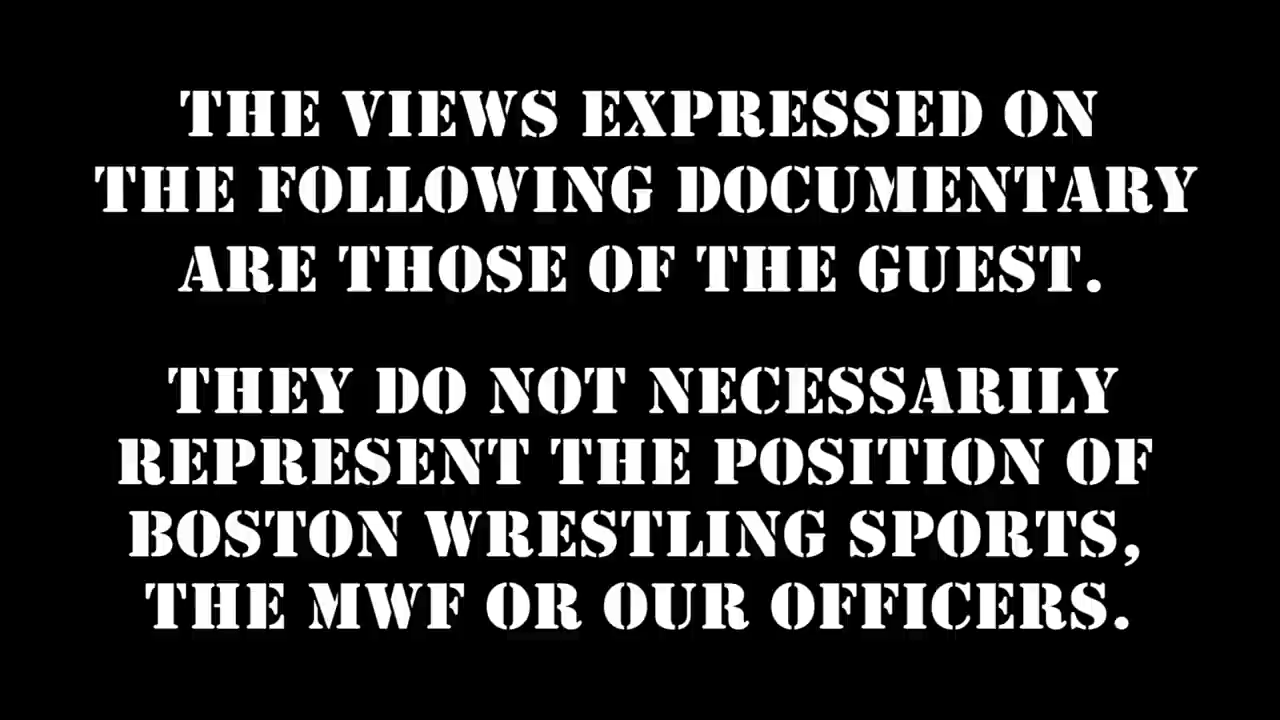 THE VIEWS EXPRESSED ON
THE FOLLOWING DOCUMENTARY
ARE THOSE OF THE GUEST.
THEY DO NOT NECESSARILY
REPRESENT THE POSITION OF
BOSTON WRESTLING SPORTS,
THE MWF OR OUR OFFICERS.